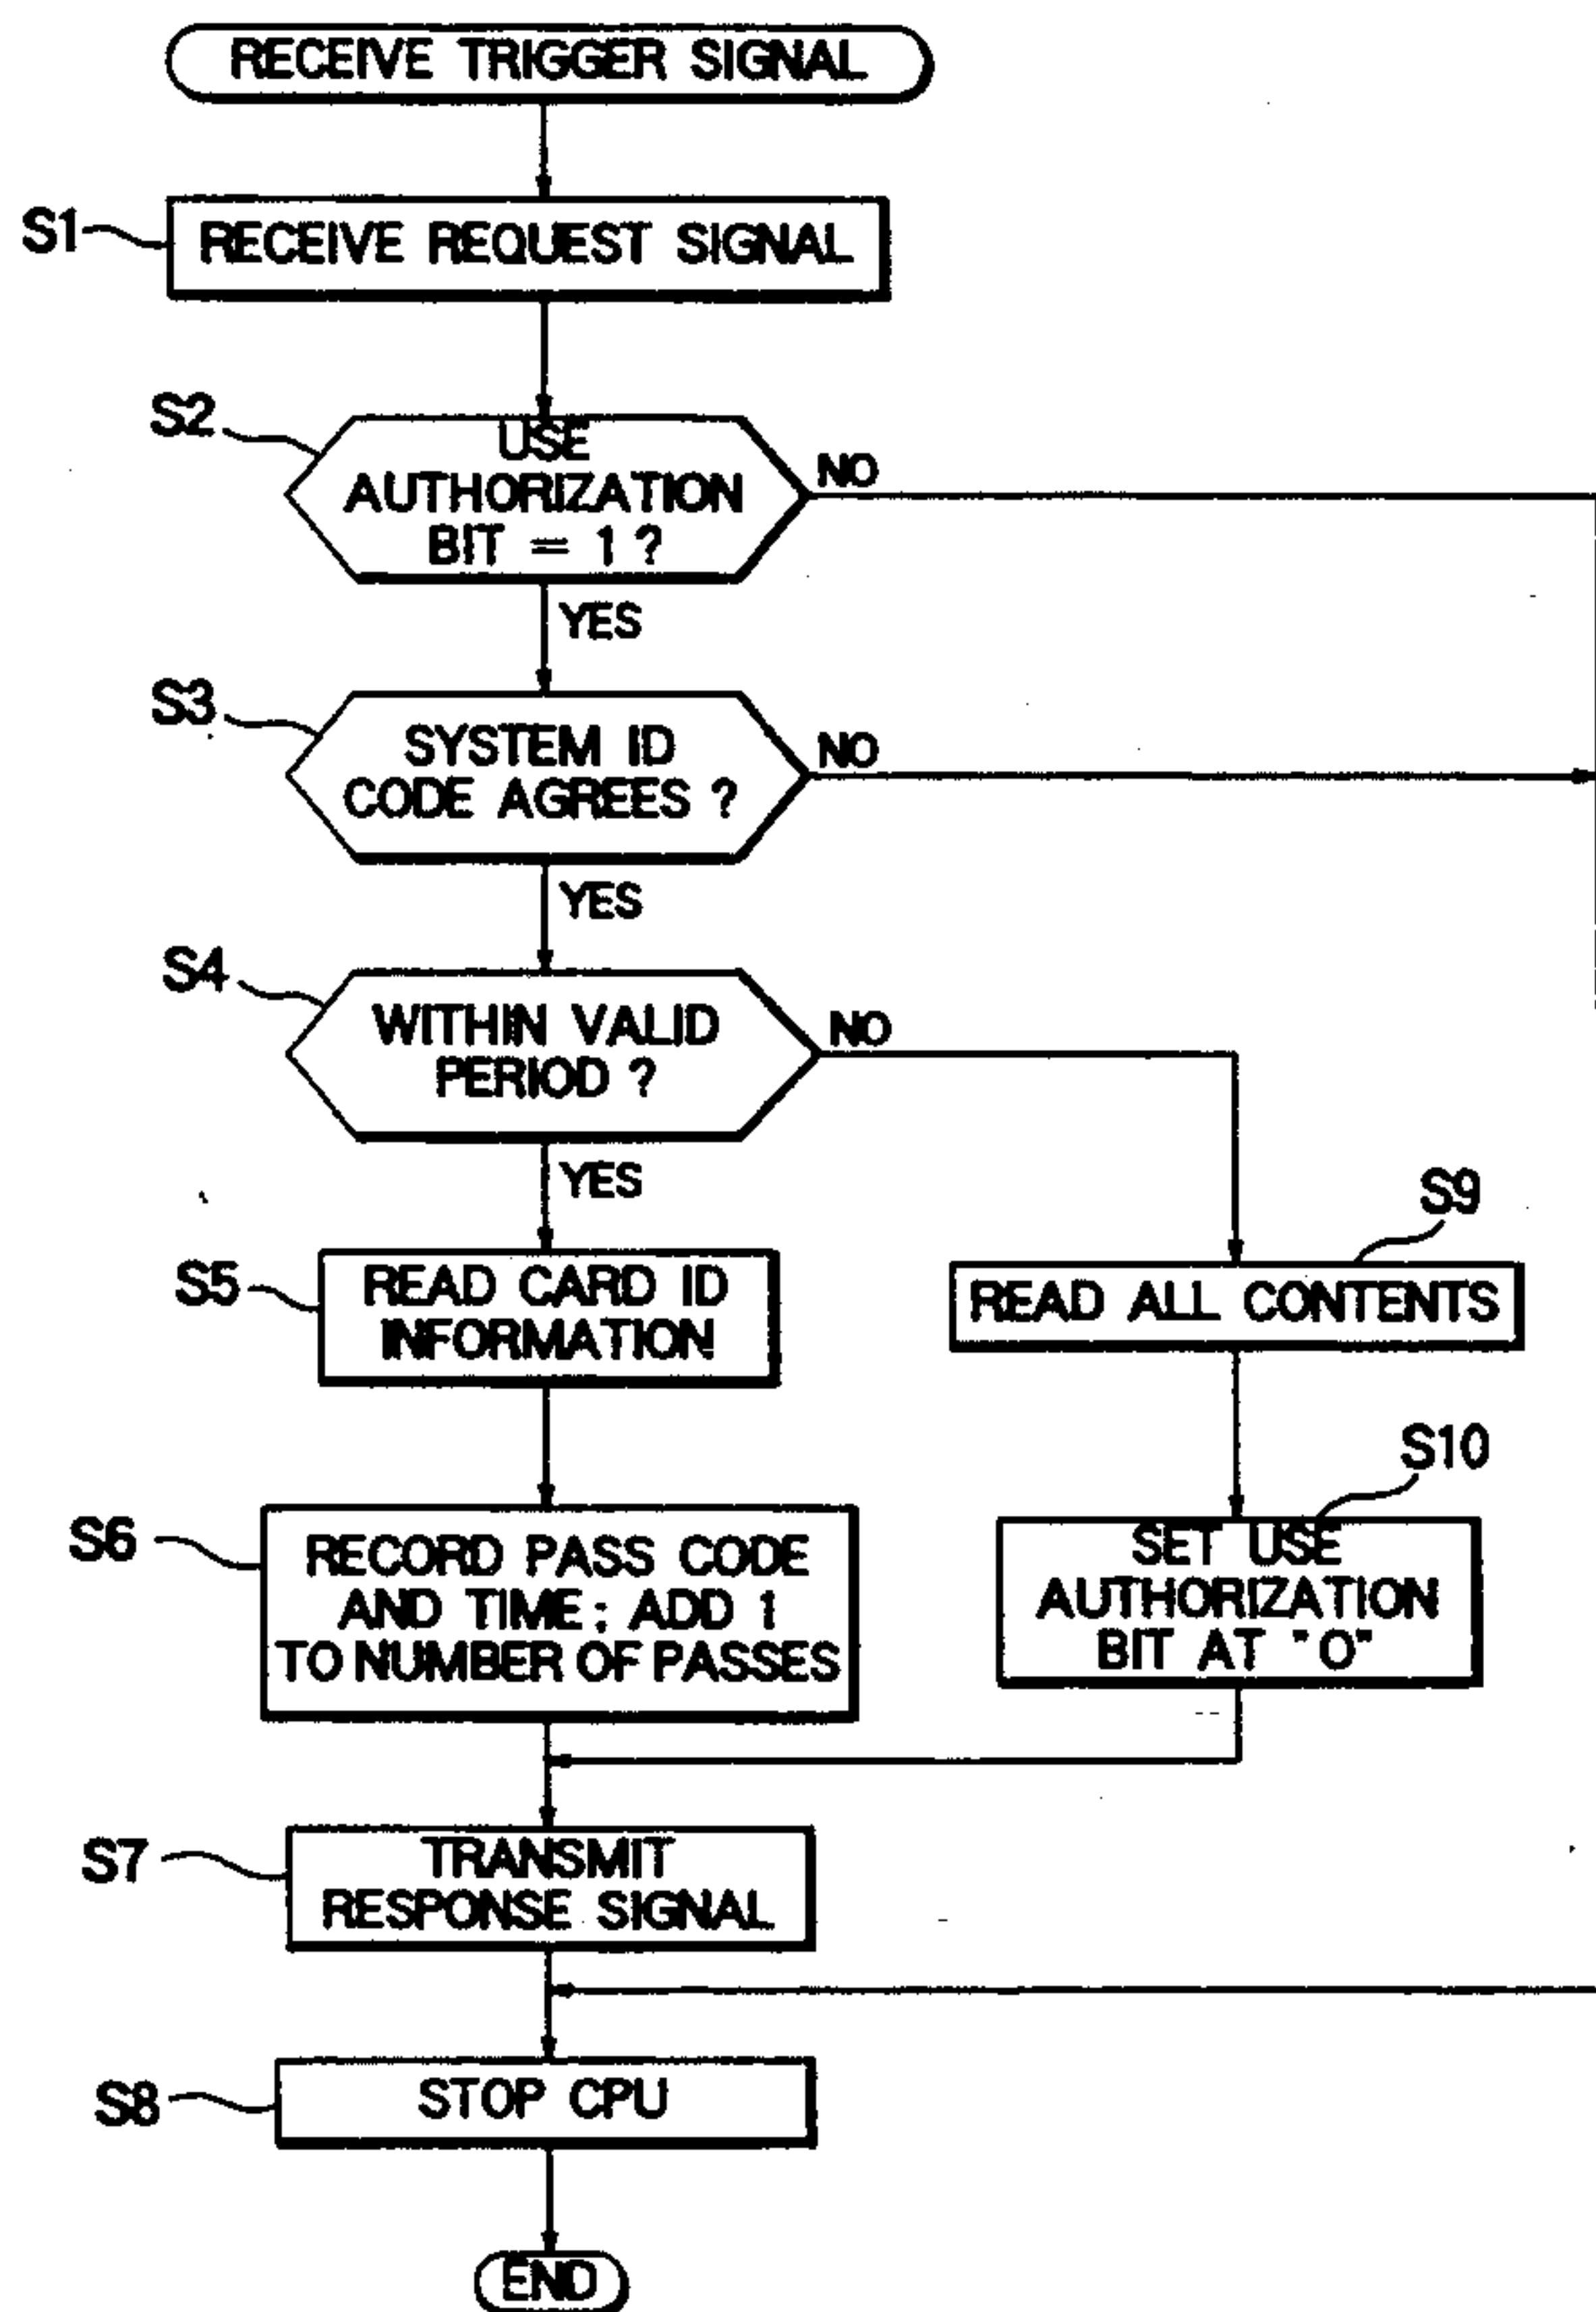 RECEIVE TRIGGER SIGNAL
S1
RECEIVE REQUEST SIGNAL
S2
USE
AUTHORIZATION
BIT = 1 ?
NO
YES
S3
SYSTEM ID
CODE AGREES ?
NO
YES
S4
WITHIN VALID
PERIOD ?
NO
YES
S5
READ CARD ID
INFORMATION
S9
READ ALL CONTENTS
S6
RECORD PASS CODE
AND TIME ; ADD 1
TO NUMBER OF PASSES
S10
SET USE
AUTHORIZATION
BIT AT "0"
S7
TRANSMIT
RESPONSE SIGNAL
S8
STOP CPU
END